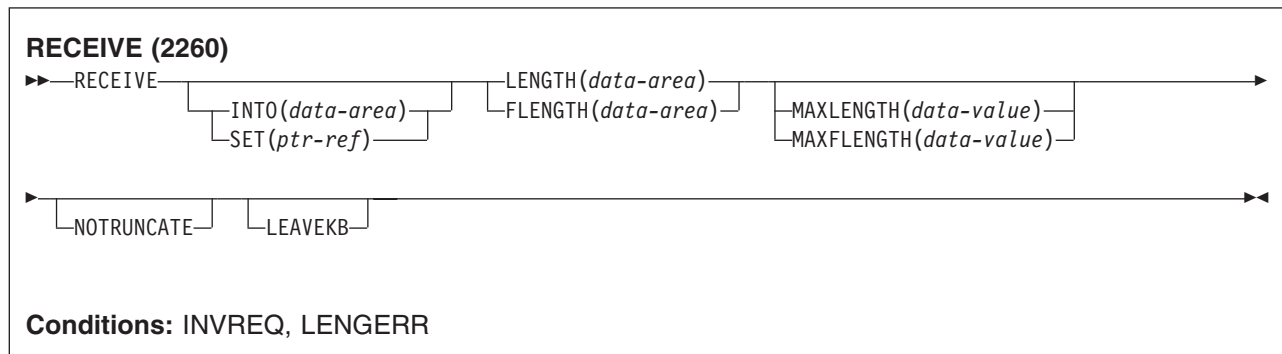 RECEIVE (2260)
RECEIVE LENGTH(data-area)
INTO(data-area) FLENGTH(data-area) MAXLENGTH(data-value)
SET(ptr-ref) MAXFLENGTH(data-value)
NOTRUNCATE LEAVEKB
Conditions: INVREQ, LENGERR